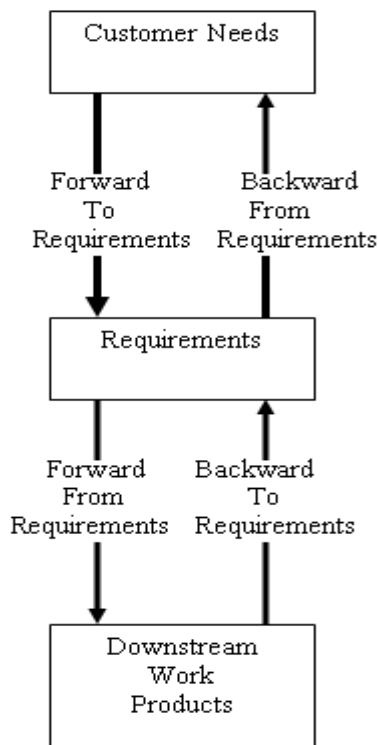 Customer Needs
Forward
To
Requirements
Backward
From
Requirements
Requirements
Forward
From
Requirements
Backward
To
Requirements
Downstream
Work
Products